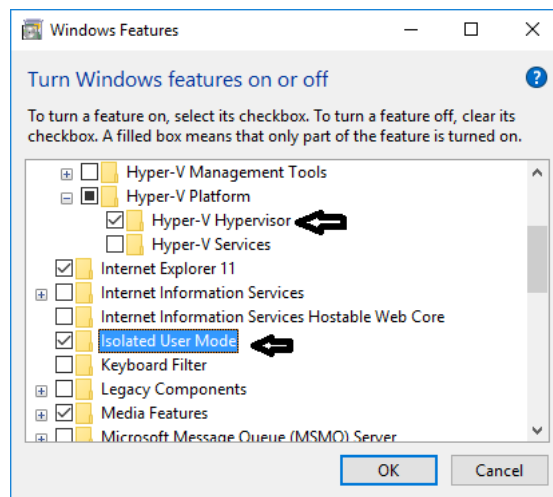 Windows Features
Turn Windows features on or off
?
To turn a feature on, select its checkbox. To turn a feature off, clear its
checkbox. A filled box means that only part of the feature is turned on.
Hyper-V Management Tools
Hyper-V Platform
Hyper-V Hypervisor
Hyper-V Services
Internet Explorer 11
Internet Information Services
Internet Information Services Hostable Web Core
Isolated User Mode
Keyboard Filter
Legacy Components
Media Features
Microsoft Message Queue (MSMQ) Server
OK Cancel